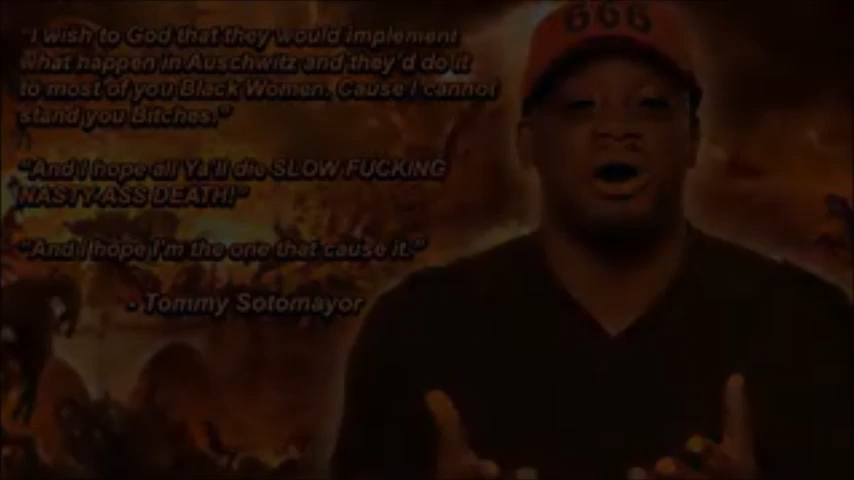 666
"I wish to God that they would implement
what happen in Auschwitz and they'd do it
to most of you Black Women. Cause I cannot
stand you Bitches."
"And I hope all Ya'll die SLOW FUCKING
NASTY ASS DEATH!"
"And I hope I'm the one that cause it."
- Tommy Sotomayor